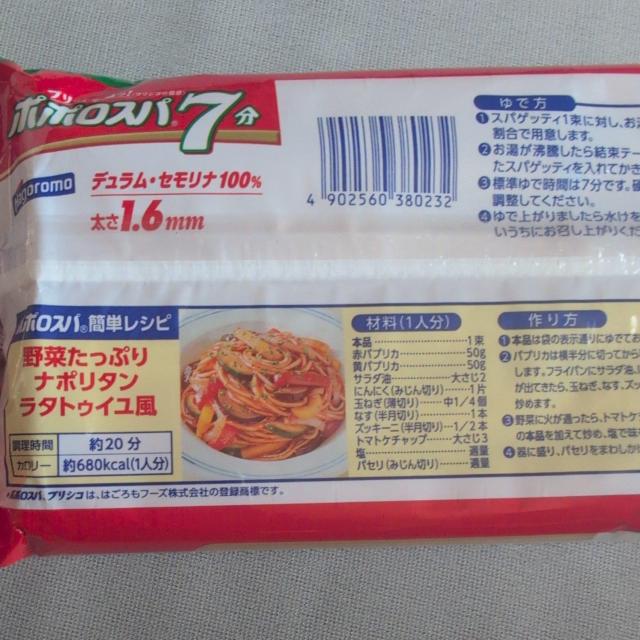 プリ
ポポロスパ® 7分
Hagoromo
デュラム・セモリナ100%
太さ1.6mm
4 902560 380232
ゆで方
❶スパゲッティ1束に対し、お
割合で用意します。
❷お湯が沸騰したら結束テー
たスパゲッティを入れてかき
❸標準ゆで時間は7分です。
調整してください。
❹ゆで上がりましたら水けを
いうちにお召し上がりくだ
ポポロスパ®簡単レシピ
野菜たっぷり
ナポリタン
ラタトゥイユ風
調理時間 約20分
カロリー 約680kcal(1人分)
材料(1人分)
本品 1束
赤パプリカ 50g
黄パプリカ 50g
サラダ油 大さじ2
にんにく(みじん切り) 1片
玉ねぎ(薄切り) 中1/4個
なす(半月切り) 1本
ズッキーニ(半月切り) 1/2本
トマトケチャップ 大さじ3
塩 適量
パセリ(みじん切り) 適量
作り方
❶本品は袋の表示通りにゆでてお
❷パプリカは横半分に切ってから
します。フライパンにサラダ油、
が出てきたら、玉ねぎ、なす、ズッ
炒めます。
❸野菜に火が通ったら、トマトケ
の本品を加えて炒め、塩で味を
❹器に盛り、パセリをまわしか
ポポロスパ、プリシコは、はごろもフーズ株式会社の登録商標です。